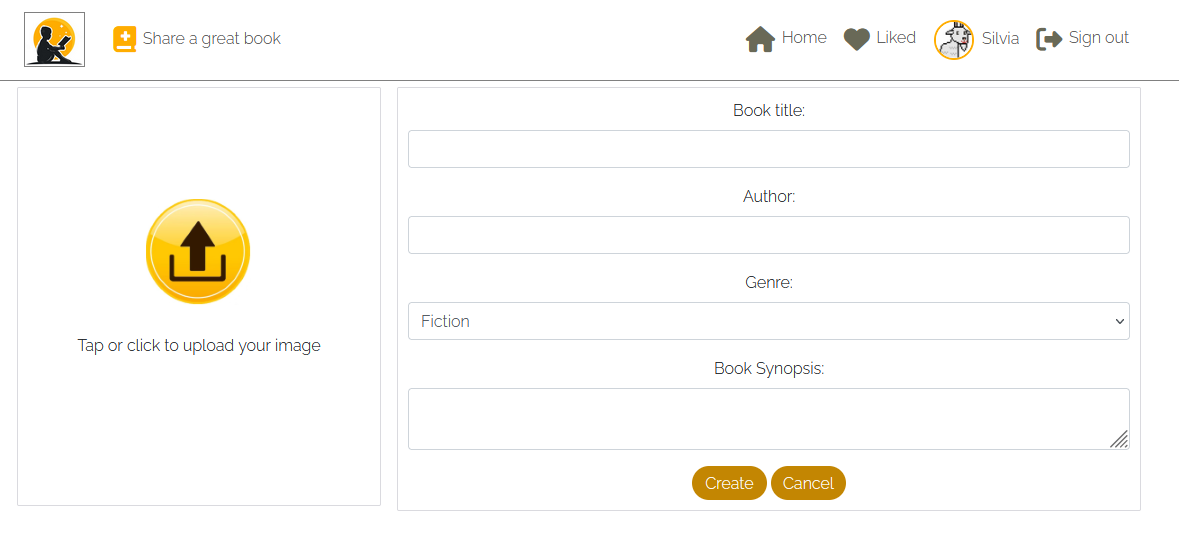 Share a great book
Home
Liked
Silvia
Sign out
Tap or click to upload your image
Book title:
Author:
Genre:
Fiction
Book Synopsis:
Create
Cancel